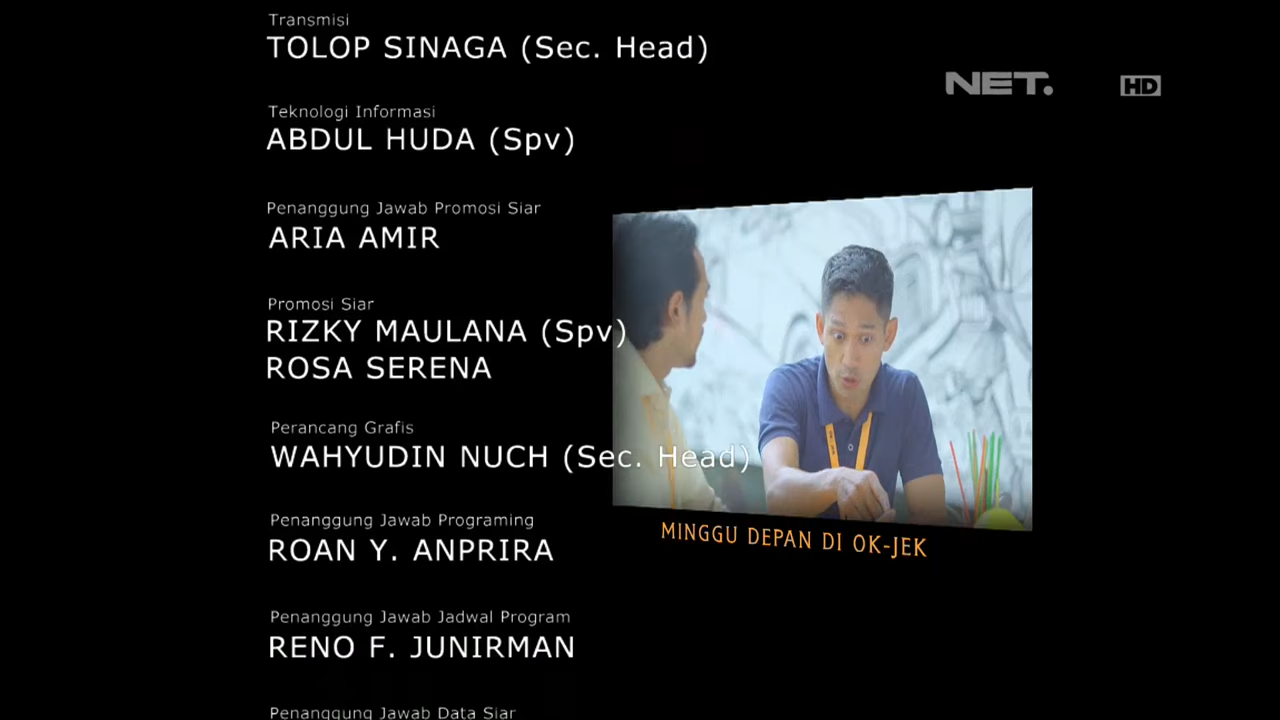 Transmisi
TOLOP SINAGA (Sec. Head)
NET.
HD
Teknologi Informasi
ABDUL HUDA (Spv)
Penanggung Jawab Promosi Siar
ARIA AMIR
Promosi Siar
RIZKY MAULANA (Spv)
ROSA SERENA
Perancang Grafis
WAHYUDIN NUCH (Sec. Head)
Penanggung Jawab Programing
ROAN Y. ANPRIRA
MINGGU DEPAN DI OK-JEK
Penanggung Jawab Jadwal Program
RENO F. JUNIRMAN
Penanggung Jawab Data Siar